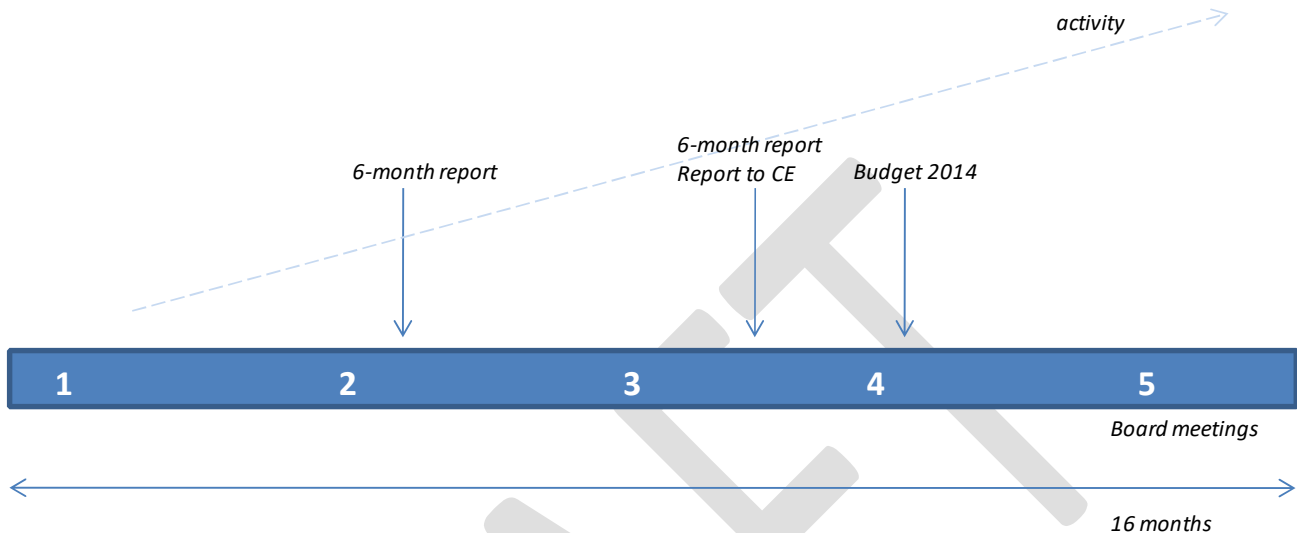 activity
6-month report
6-month report
Report to CE
Budget 2014
1 2 3 4 5
Board meetings
16 months